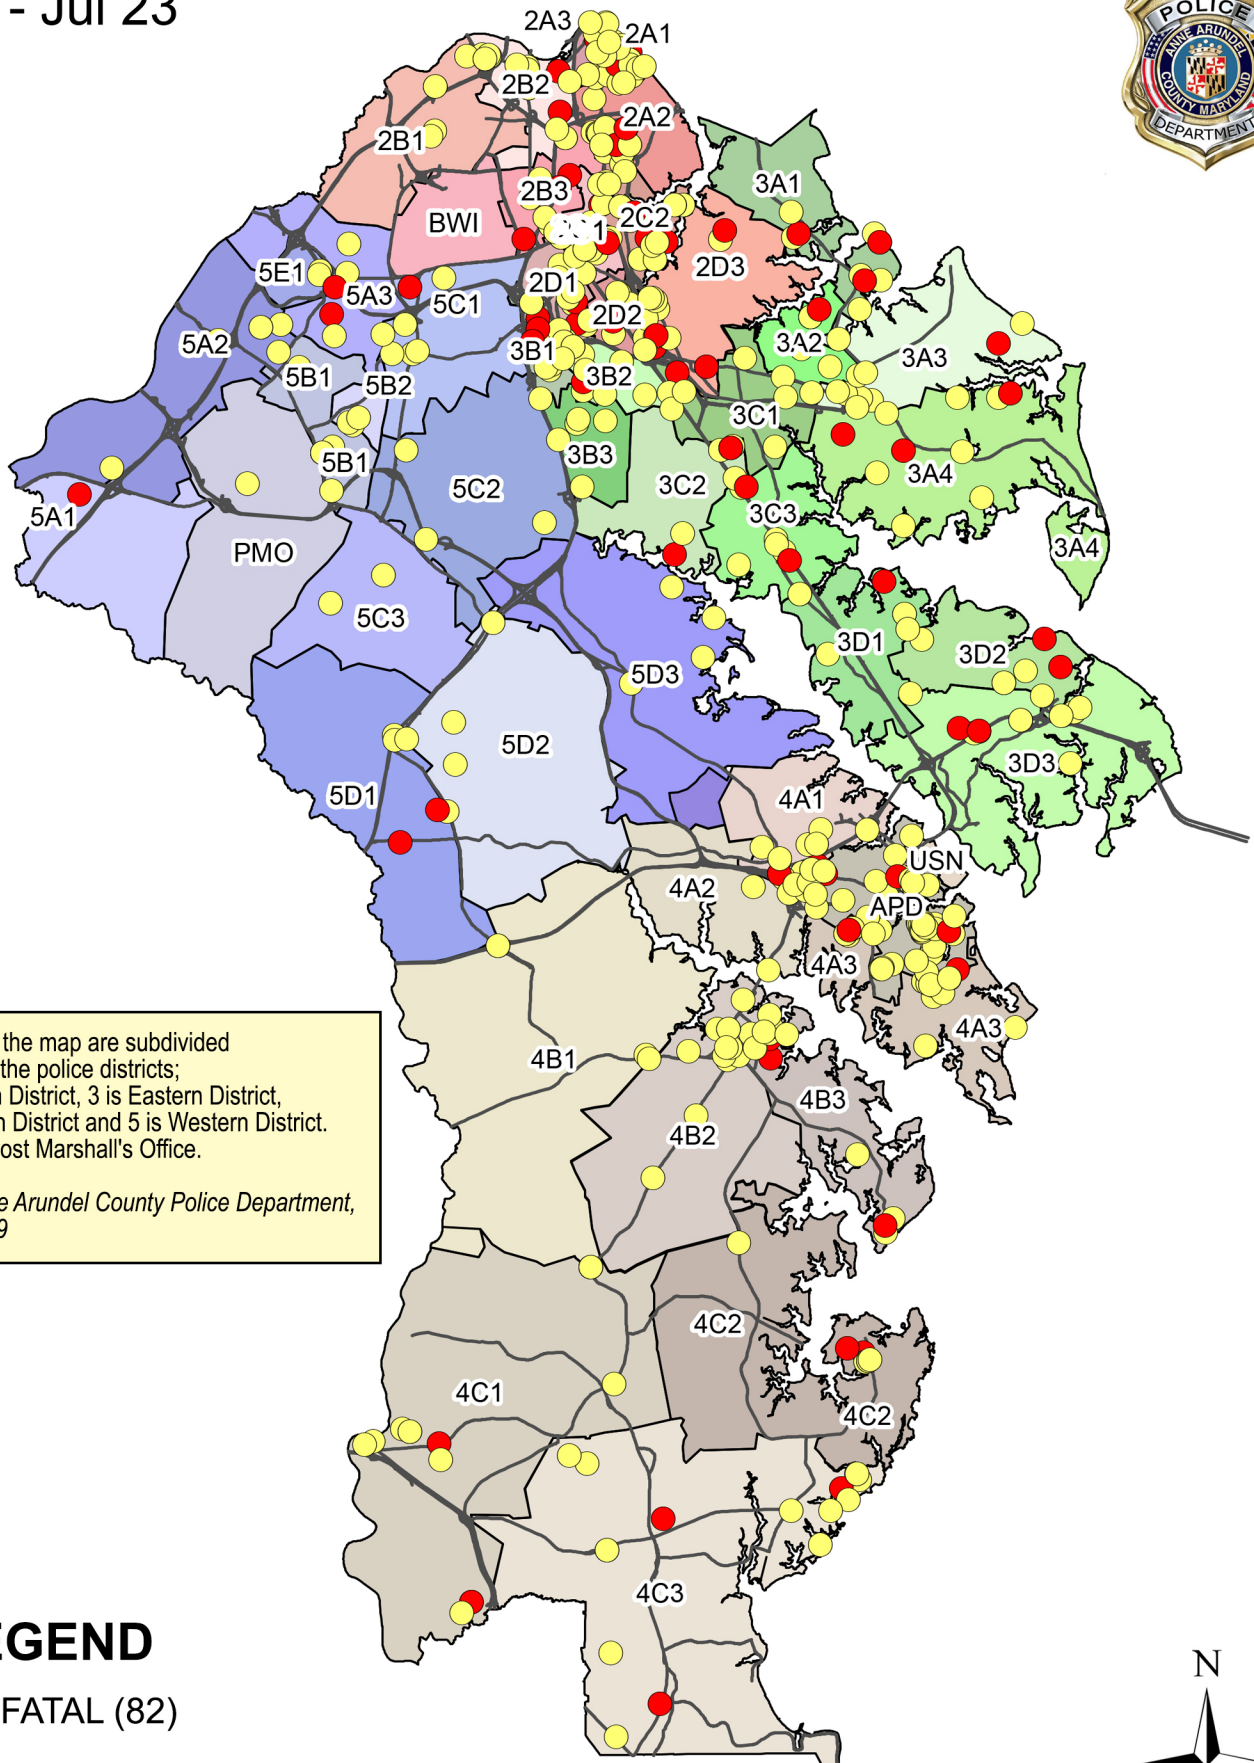 - Jul 23
POLICE
ANNE ARUNDEL
COUNTY MARYLAND
DEPARTMENT
2A3
2A1
2B2
2A2
2B1
3A1
2B3
BWI
2C2
2D3
5E1
2D1
5A3
5C1
2D2
5A2
3A2
3B1
3A3
5B1
5B2
3B2
3C1
3B3
5B1
3A4
5C2
3C2
5A1
3C3
PMO
3A4
5C3
3D1
3D2
5D3
5D2
3D3
5D1
4A1
USN
4A2
APD
4A3
4A3
4B1
4B3
4B2
the map are subdivided
the police districts;
District, 3 is Eastern District,
District and 5 is Western District.
ost Marshall's Office.
e Arundel County Police Department,
9
4C2
4C1
4C2
4C3
EGEND
FATAL (82)
N